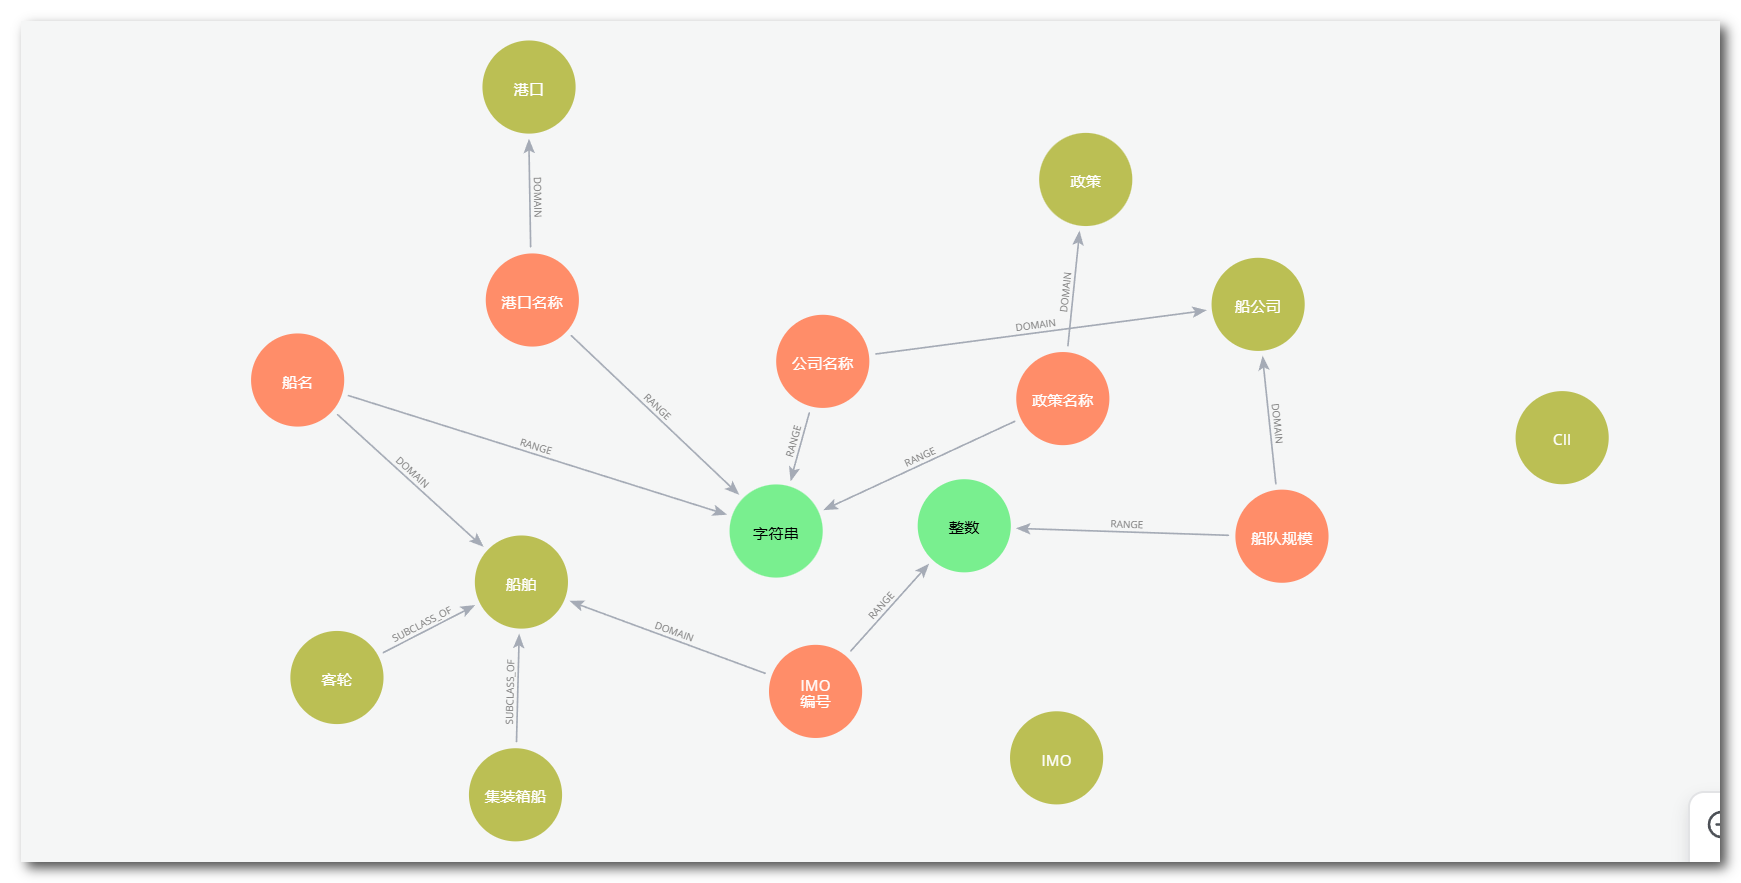 港口
DOMAIN
政策
港口名称
DOMAIN
船公司
DOMAIN
公司名称
船名
政策名称
RANGE
DOMAIN
RANGE
RANGE
RANGE
CII
DOMAIN
字符串
整数
RANGE
船队规模
船舶
SUBCLASS_OF
RANGE
DOMAIN
客轮
SUBCLASS_OF
IMO
编号
IMO
集装箱船